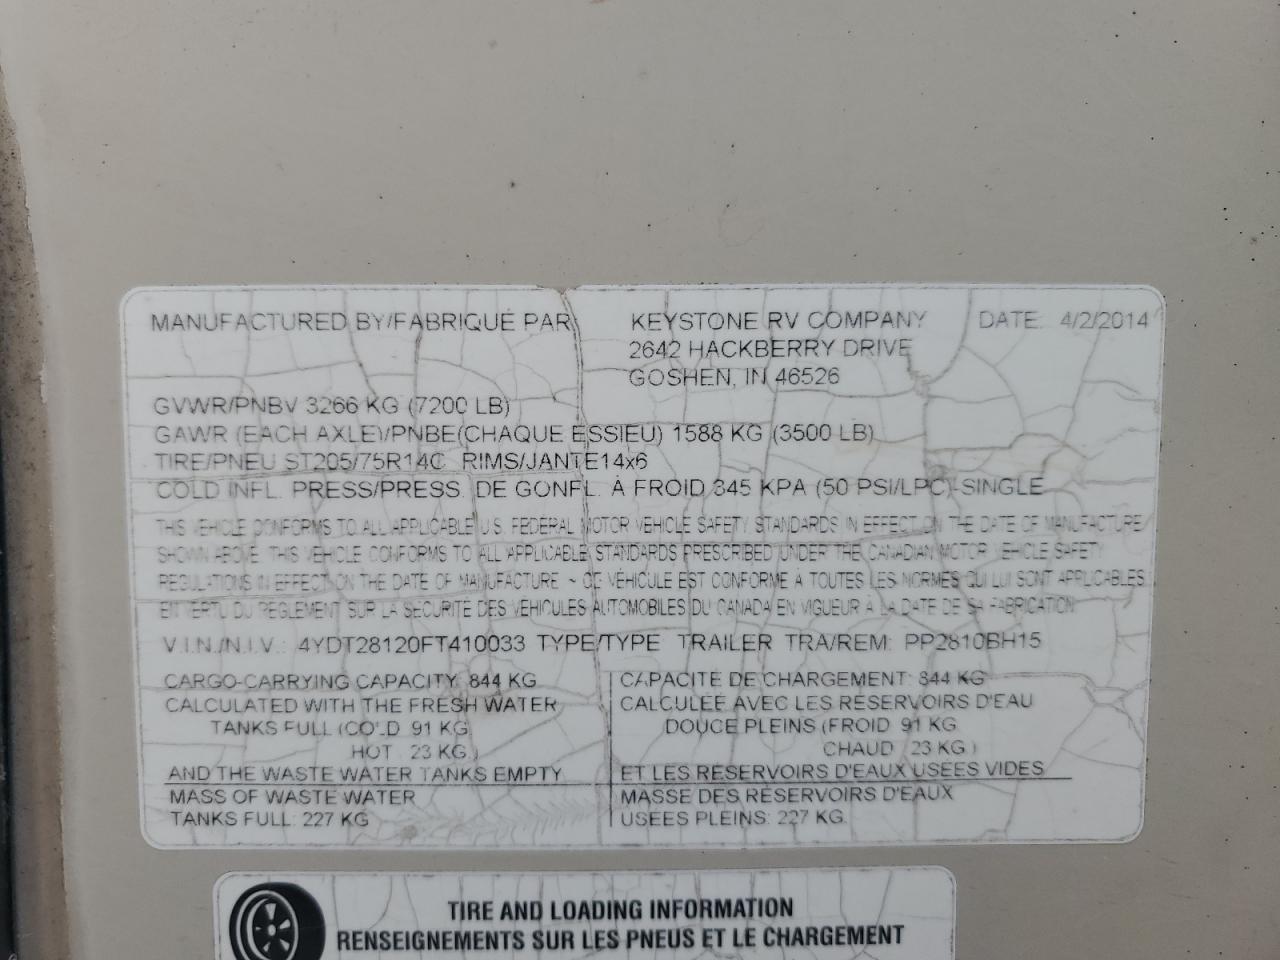 MANUFACTURED BY/FABRIQUÉ PAR KEYSTONE RV COMPANY DATE: 4/2/2014
2642 HACKBERRY DRIVE
GOSHEN, IN 46526
GVWR/PNBV 3266 KG (7200 LB)
GAWR (EACH AXLE)/PNBE(CHAQUE ESSIEU) 1588 KG (3500 LB)
TIRE/PNEU ST205/75R14C RIMS/JANTE14x6
COLD INFL. PRESS/PRESS. DE GONFL. À FROID 345 KPA (50 PSI/LPC) SINGLE
THIS VEHICLE CONFORMS TO ALL APPLICABLE U.S. FEDERAL MOTOR VEHICLE SAFETY STANDARDS IN EFFECT ON THE DATE OF MANUFACTURE
SHOWN ABOVE. THIS VEHICLE CONFORMS TO ALL APPLICABLE STANDARDS PRESCRIBED UNDER THE CANADIAN MOTOR VEHICLE SAFETY
REGULATIONS IN EFFECT ON THE DATE OF MANUFACTURE ~ CE VÉHICULE EST CONFORME À TOUTES LES NORMES QUI LUI SONT APPLICABLES
EN VERTU DU RÈGLEMENT SUR LA SÉCURITÉ DES VÉHICULES AUTOMOBILES DU CANADA EN VIGUEUR À LA DATE DE SA FABRICATION
V.I.N./N.I.V.: 4YDT28120FT410033 TYPE/TYPE TRAILER TRA/REM: PP2810BH15
CARGO-CARRYING CAPACITY: 844 KG
CALCULATED WITH THE FRESH WATER
TANKS FULL (COLD 91 KG
HOT 23 KG)
AND THE WASTE WATER TANKS EMPTY
MASS OF WASTE WATER
TANKS FULL: 227 KG
CAPACITÉ DE CHARGEMENT: 844 KG
CALCULÉE AVEC LES RÉSERVOIRS D'EAU
DOUCE PLEINS (FROID 91 KG
CHAUD 23 KG)
ET LES RÉSERVOIRS D'EAUX USÉES VIDES
MASSE DES RÉSERVOIRS D'EAUX
USÉES PLEINS: 227 KG
TIRE AND LOADING INFORMATION
RENSEIGNEMENTS SUR LES PNEUS ET LE CHARGEMENT